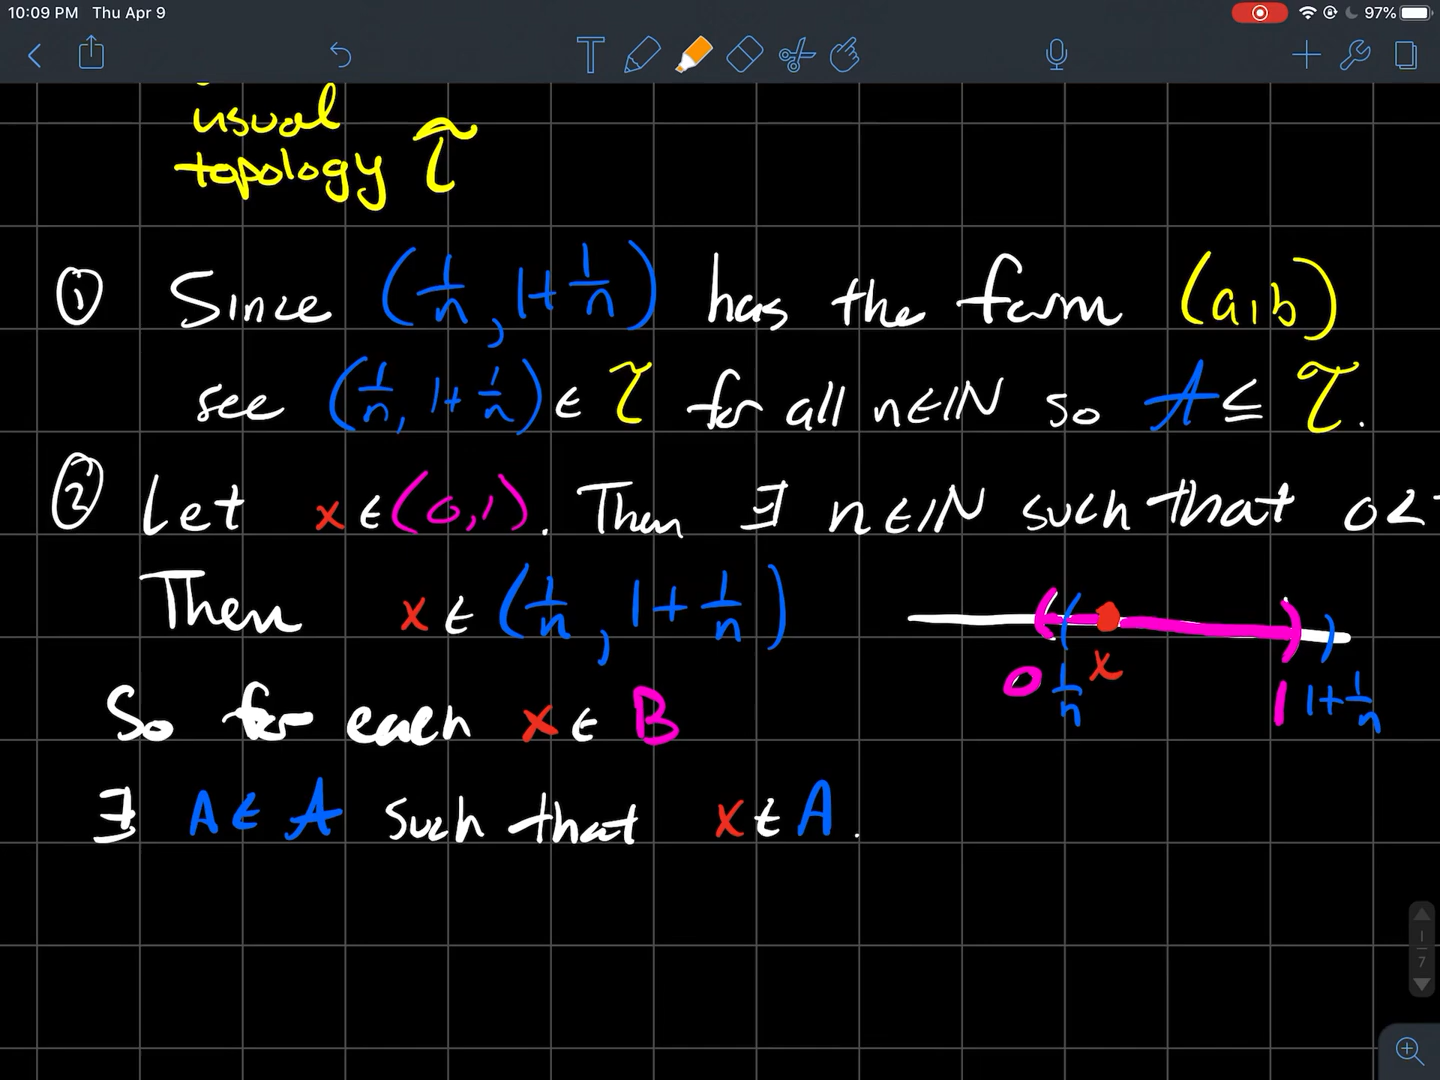 10:09 PM Thu Apr 9 97%
usual
topology 𝒯
① Since (1/n, 1+1/n) has the form (a,b)
see (1/n, 1+1/n) ∈ 𝒯 for all n∈ℕ so 𝒜 ⊆ 𝒯.
② Let x∈(0,1). Then ∃ n∈ℕ such that 0<
Then x∈(1/n, 1+1/n)
0 1/n x 1 1+1/n
So for each x∈B
∃ A∈𝒜 such that x∈A.
1
7